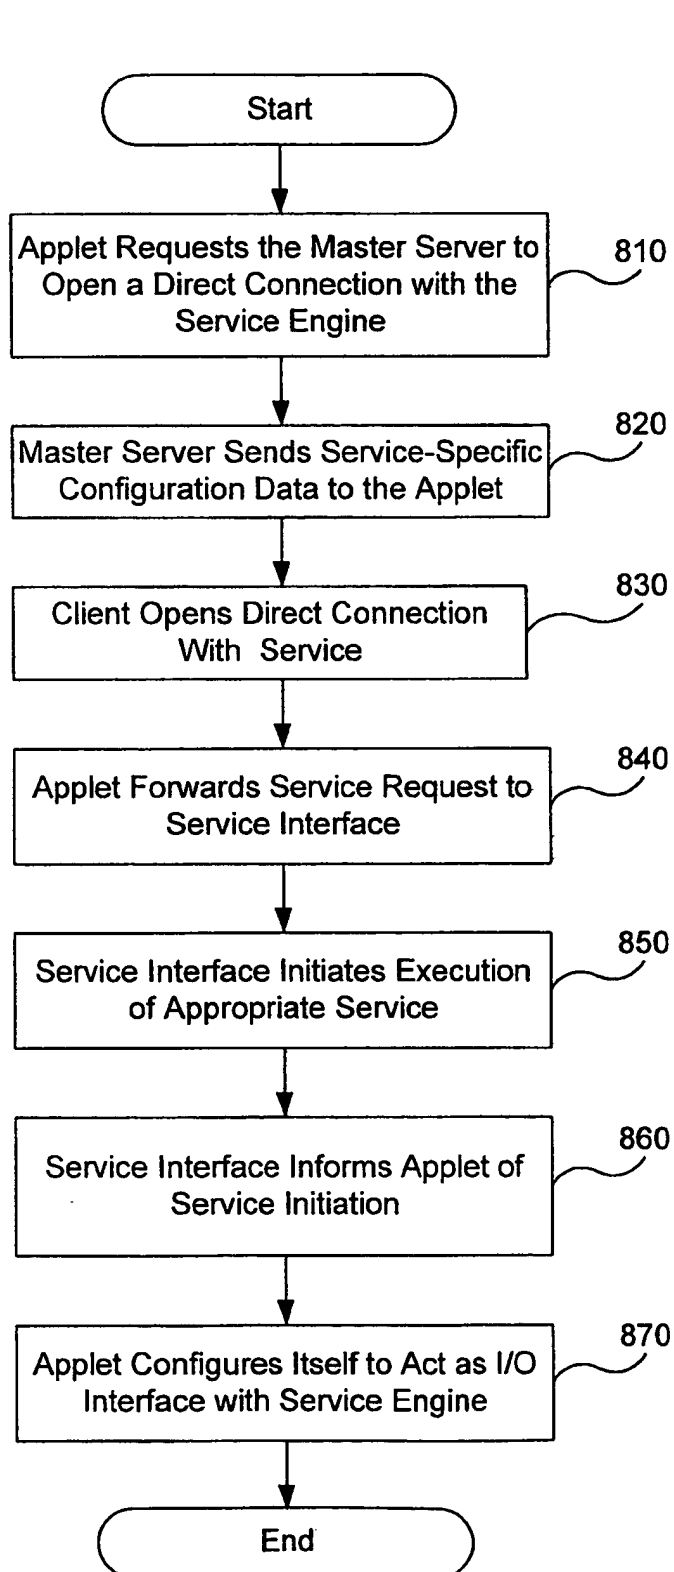 Start
Applet Requests the Master Server to
Open a Direct Connection with the
Service Engine
810
Master Server Sends Service-Specific
Configuration Data to the Applet
820
Client Opens Direct Connection
With Service
830
Applet Forwards Service Request to
Service Interface
840
Service Interface Initiates Execution
of Appropriate Service
850
Service Interface Informs Applet of
Service Initiation
860
Applet Configures Itself to Act as I/O
Interface with Service Engine
870
End